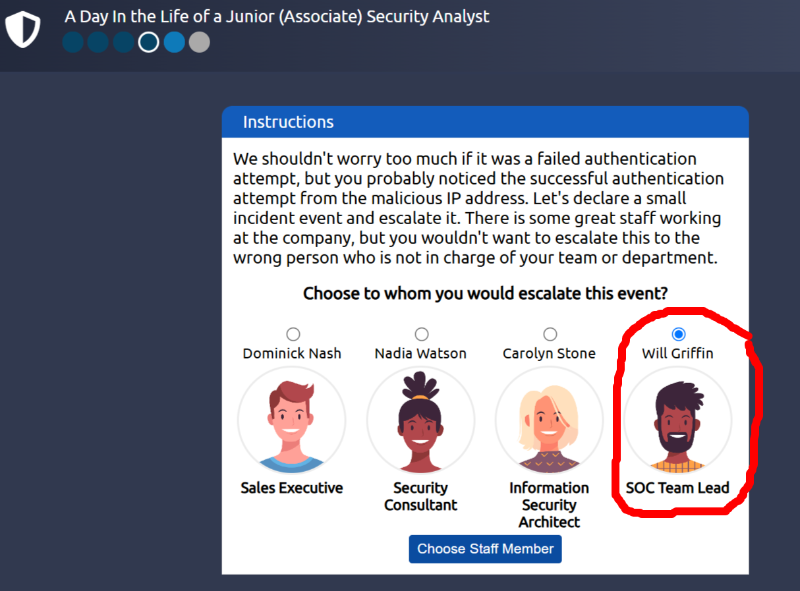 A Day In the Life of a Junior (Associate) Security Analyst
Instructions
We shouldn't worry too much if it was a failed authentication
attempt, but you probably noticed the successful authentication
attempt from the malicious IP address. Let's declare a small
incident event and escalate it. There is some great staff working
at the company, but you wouldn't want to escalate this to the
wrong person who is not in charge of your team or department.
Choose to whom you would escalate this event?
Dominick Nash
Nadia Watson
Carolyn Stone
Will Griffin
Sales Executive
Security
Consultant
Information
Security
Architect
SOC Team Lead
Choose Staff Member